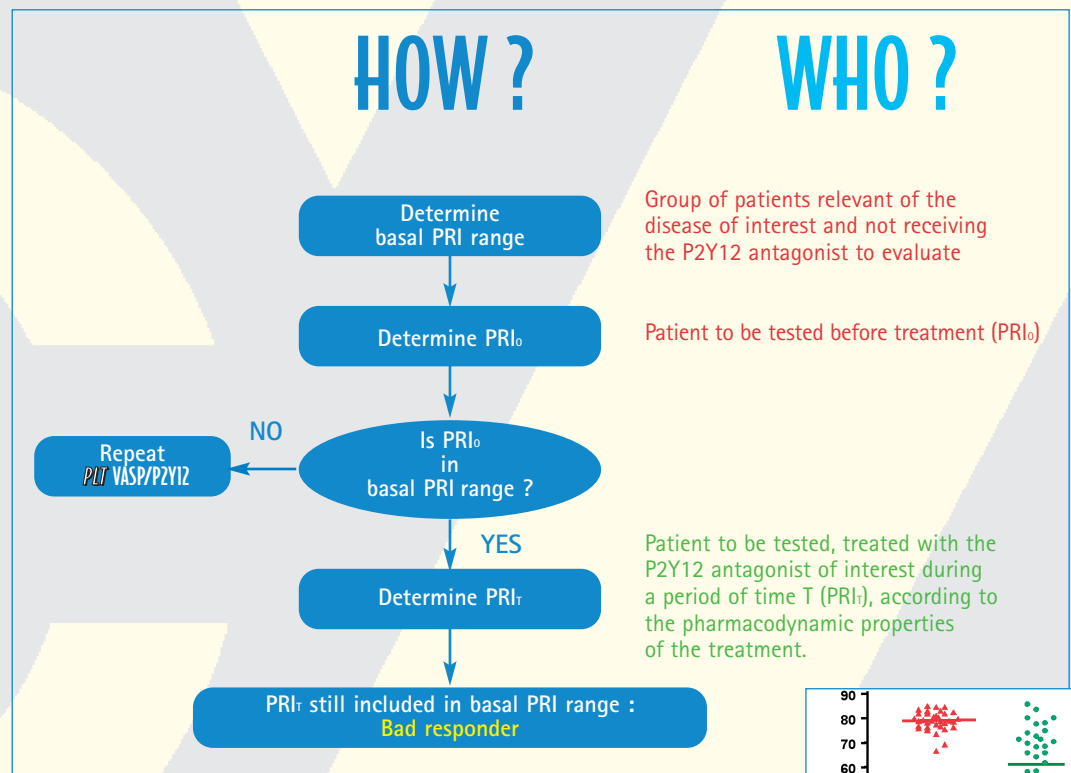 HOW ?
WHO ?
Determine
basal PRI range
Group of patients relevant of the
disease of interest and not receiving
the P2Y12 antagonist to evaluate
Determine PRI₀
Patient to be tested before treatment (PRI₀)
Is PRI₀
in
basal PRI range ?
NO
Repeat
PLT VASP/P2Y12
YES
Determine PRIT
Patient to be tested, treated with the
P2Y12 antagonist of interest during
a period of time T (PRIT), according to
the pharmacodynamic properties
of the treatment.
PRIT still included in basal PRI range :
Bad responder
90
80
70
60